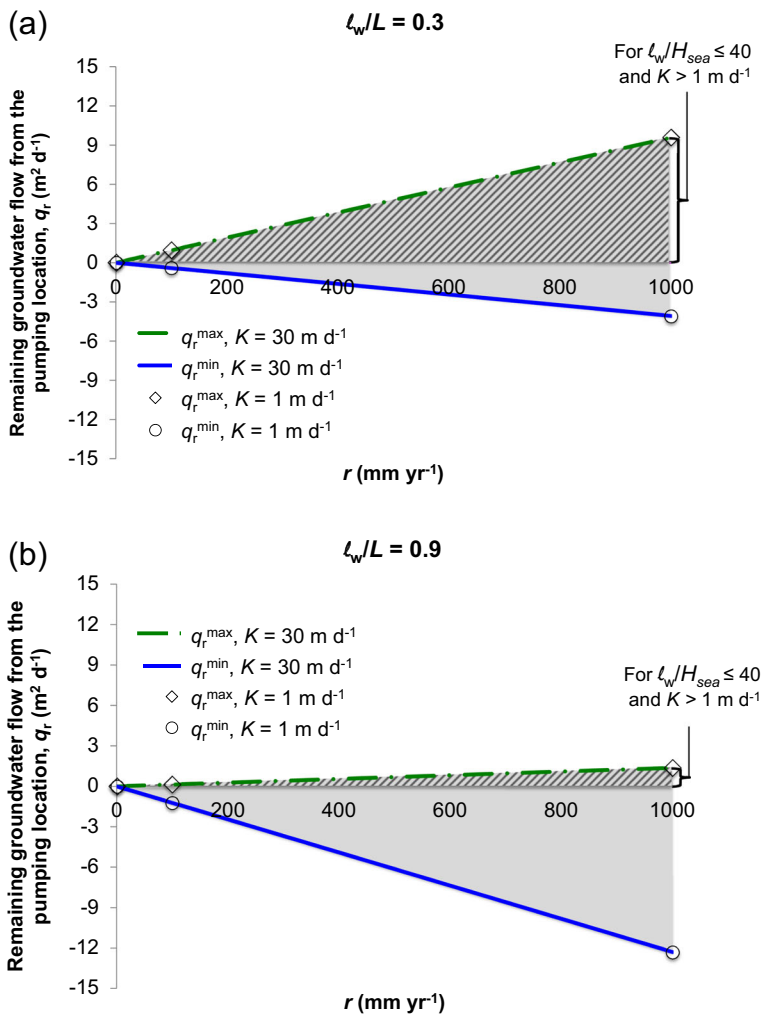 (a)
ℓw/L = 0.3
For ℓw/Hsea ≤ 40
and K > 1 m d-1
Remaining groundwater flow from the
pumping location, qr (m2 d-1)
15
12
9
6
3
0
-3
-6
-9
-12
-15
0 200 400 600 800 1000
qrmax, K = 30 m d-1
qrmin, K = 30 m d-1
qrmax, K = 1 m d-1
qrmin, K = 1 m d-1
r (mm yr-1)
(b)
ℓw/L = 0.9
Remaining groundwater flow from the
pumping location, qr (m2 d-1)
15
12
9
6
3
0
-3
-6
-9
-12
-15
qrmax, K = 30 m d-1
qrmin, K = 30 m d-1
qrmax, K = 1 m d-1
qrmin, K = 1 m d-1
For ℓw/Hsea ≤ 40
and K > 1 m d-1
0 200 400 600 800 1000
r (mm yr-1)